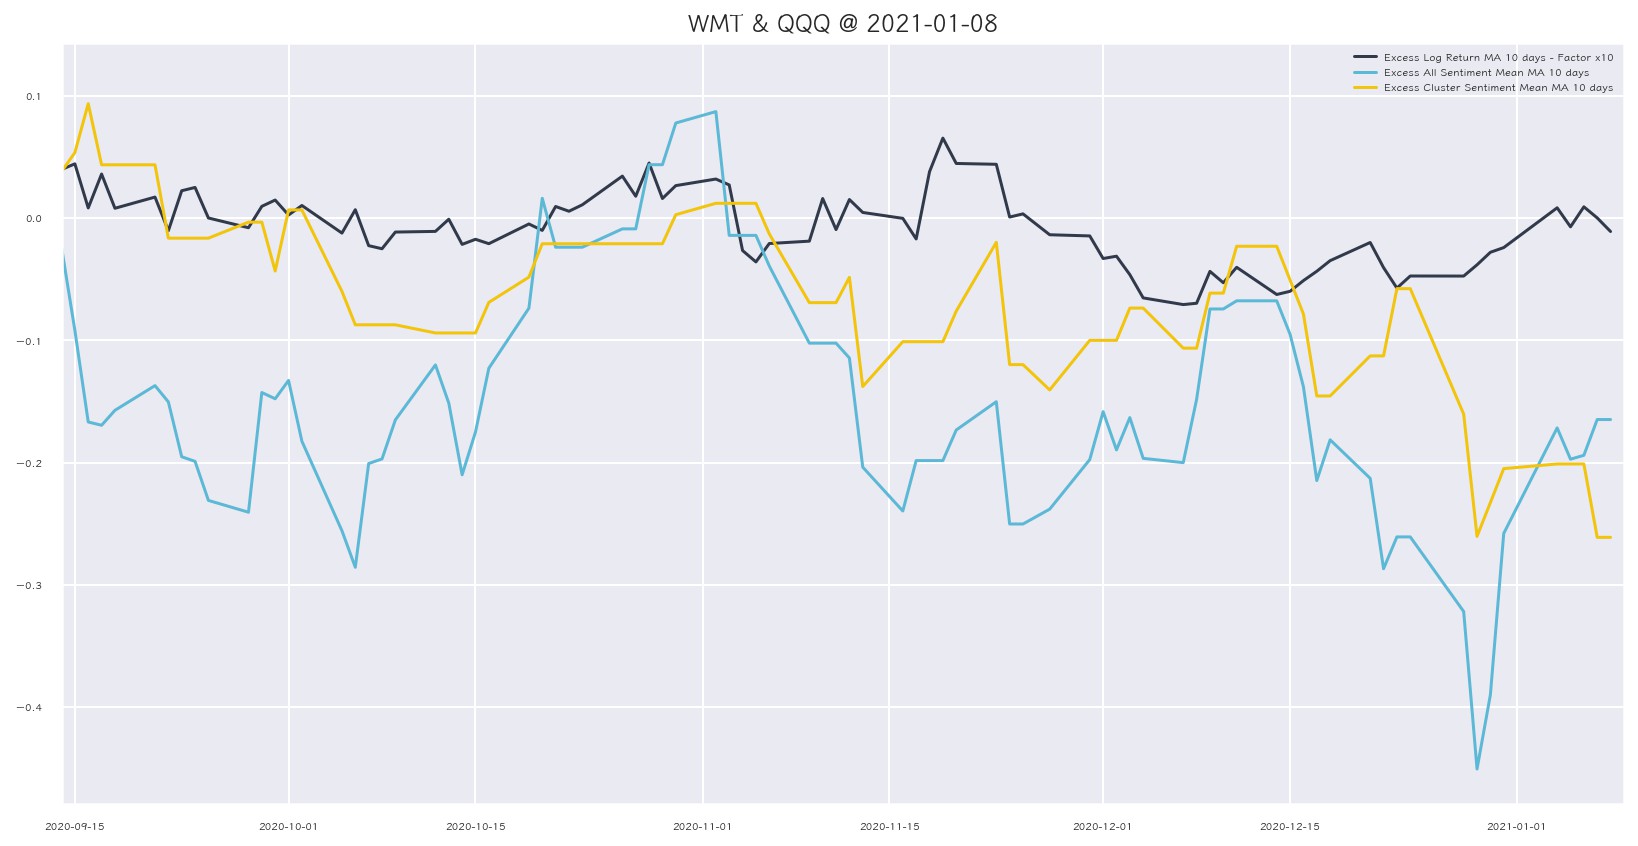 WMT & QQQ @ 2021-01-08
Excess Log Return MA 10 days - Factor x10
Excess All Sentiment Mean MA 10 days
Excess Cluster Sentiment Mean MA 10 days
0.1
0.0
−0.1
−0.2
−0.3
−0.4
2020-09-15 2020-10-01 2020-10-15 2020-11-01 2020-11-15 2020-12-01 2020-12-15 2021-01-01